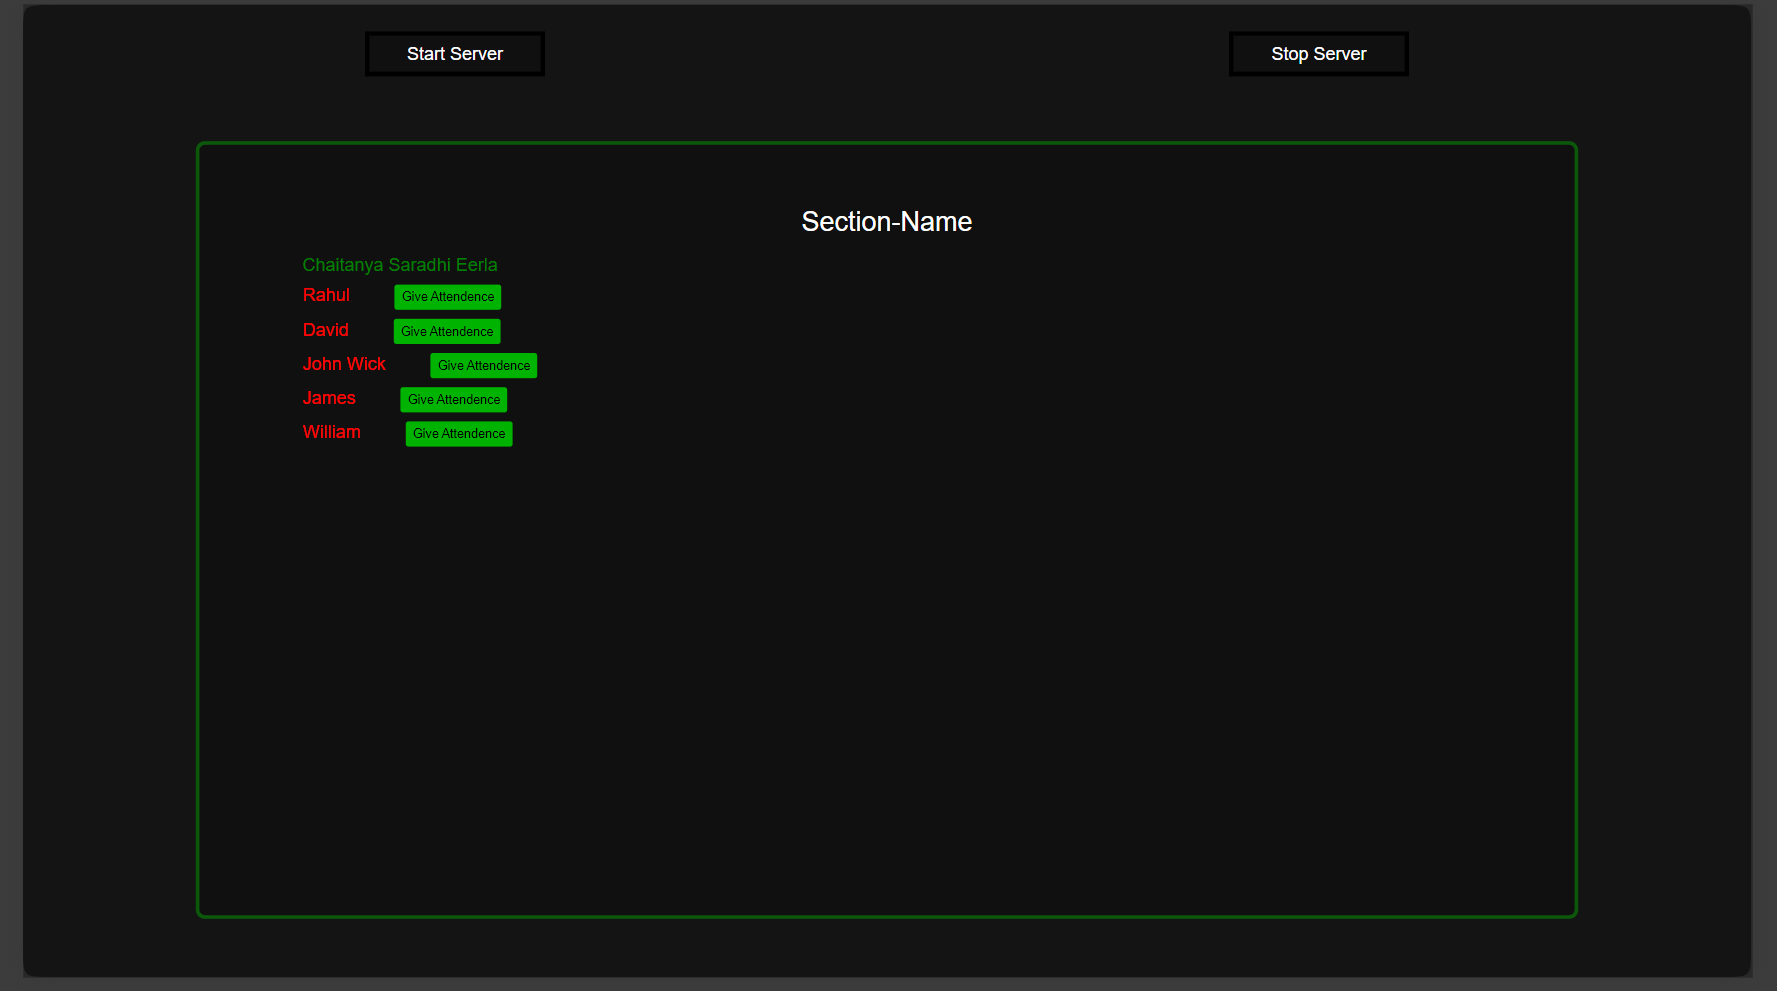 Start Server Stop Server
Section-Name
Chaitanya Saradhi Eerla
Rahul Give Attendence
David Give Attendence
John Wick Give Attendence
James Give Attendence
William Give Attendence